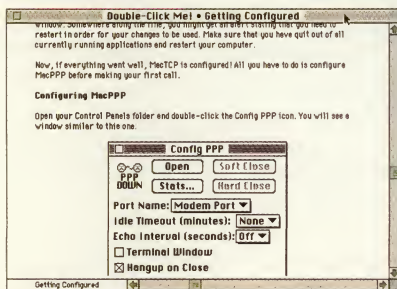 Double-Click Me! • Getting Configured
window. Somewhere along the line, you might get an alert stating that you need to
restart in order for your changes to be used. Make sure that you have quit out of all
currently running applications and restart your computer.
Now, if everything went well, MacTCP is configured! All you have to do is configure
MacPPP before making your first call.
Configuring MacPPP
Open your Control Panels folder and double-click the Config PPP icon. You will see a
window similar to this one.
Config PPP
Open
Soft Close
PPP
DOWN
Stats...
Hard Close
Port Name: Modem Port
Idle Timeout (minutes): None
Echo Interval (seconds): Off
Terminal Window
Hangup on Close
Getting Configured